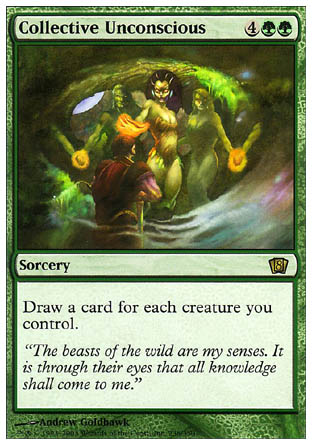 Collective Unconscious 4
Sorcery
8
Draw a card for each creature you
control.
“The beasts of the wild are my senses. It
is through their eyes that all knowledge
shall come to me.”
Andrew Goldhawk